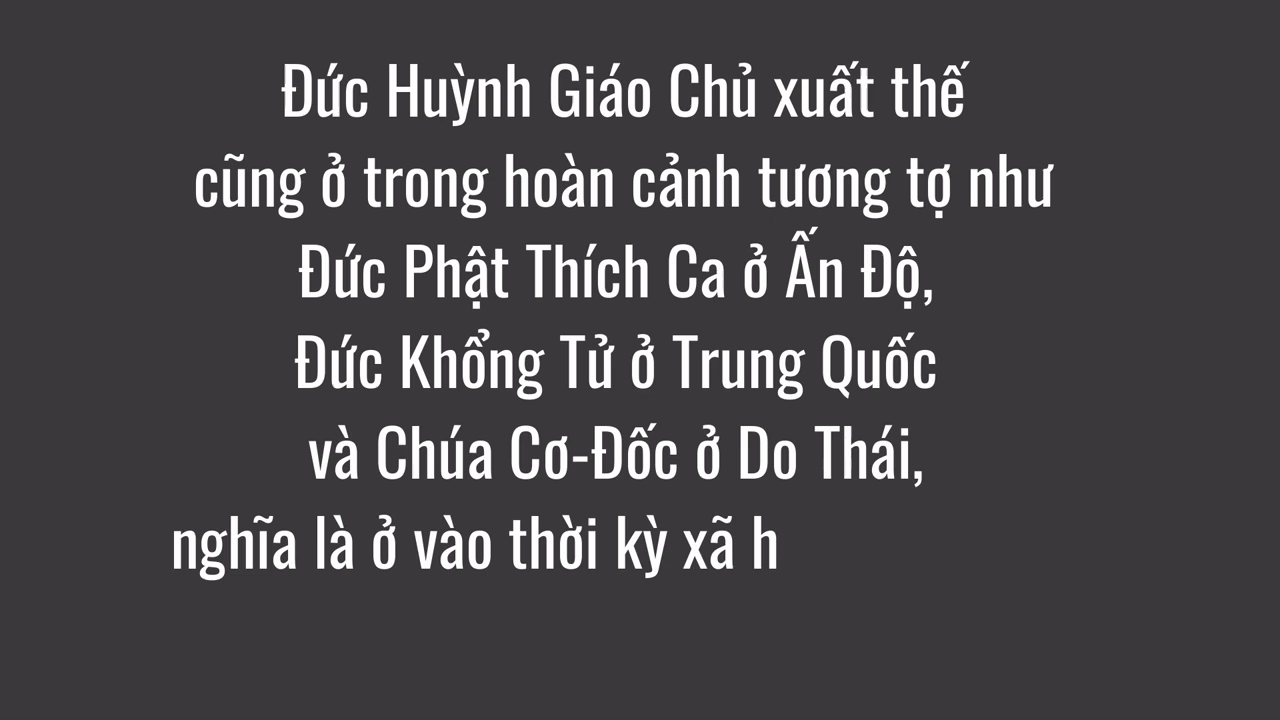 Đức Huỳnh Giáo Chủ xuất thế
cũng ở trong hoàn cảnh tương tợ như
Đức Phật Thích Ca ở Ấn Độ,
Đức Khổng Tử ở Trung Quốc
và Chúa Cơ-Đốc ở Do Thái,
nghĩa là ở vào thời kỳ xã h